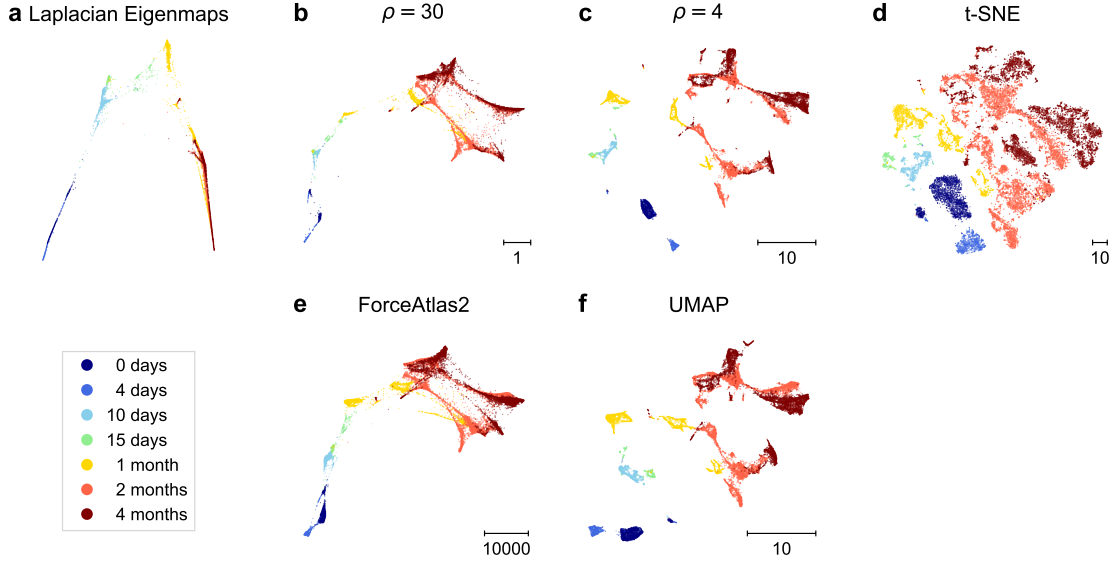 a Laplacian Eigenmaps
b ρ = 30
c ρ = 4
d t-SNE
1
10
10
e ForceAtlas2
f UMAP
0 days
4 days
10 days
15 days
1 month
2 months
4 months
10000
10